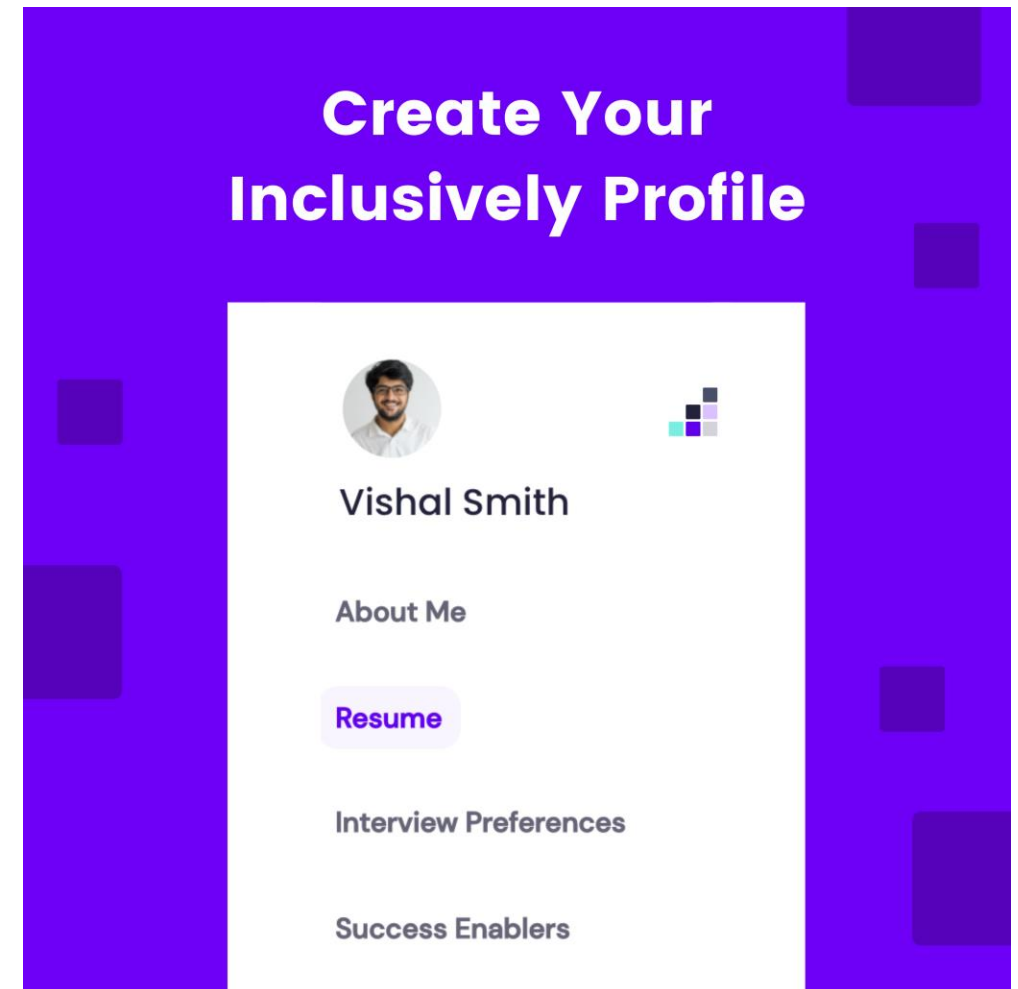 Create Your
Inclusively Profile
Vishal Smith
About Me
Resume
Interview Preferences
Success Enablers